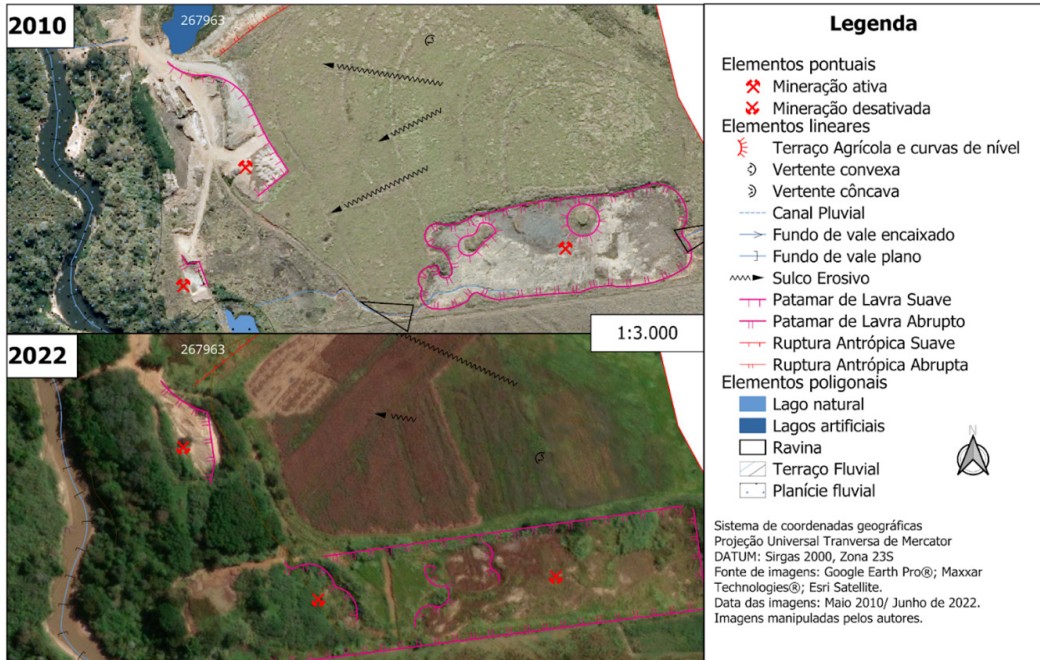 2010
267963
1:3.000
2022
267963
Legenda
Elementos pontuais
Mineração ativa
Mineração desativada
Elementos lineares
Terraço Agrícola e curvas de nível
Vertente convexa
Vertente côncava
Canal Pluvial
Fundo de vale encaixado
Fundo de vale plano
Sulco Erosivo
Patamar de Lavra Suave
Patamar de Lavra Abrupto
Ruptura Antrópica Suave
Ruptura Antrópica Abrupta
Elementos poligonais
Lago natural
Lagos artificiais
Ravina
Terraço Fluvial
Planície fluvial
N
Sistema de coordenadas geográficas
Projeção Universal Tranversa de Mercator
DATUM: Sirgas 2000, Zona 23S
Fonte de imagens: Google Earth Pro®; Maxxar
Technologies®; Esri Satellite.
Data das imagens: Maio 2010/ Junho de 2022.
Imagens manipuladas pelos autores.